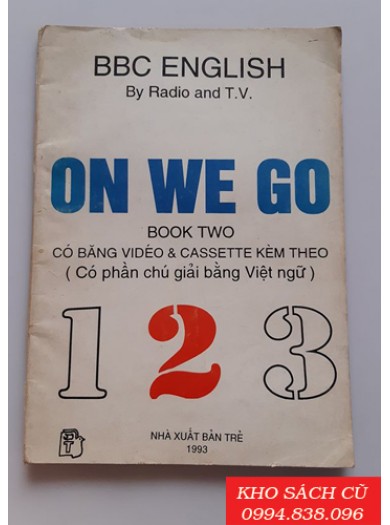 BBC ENGLISH
By Radio and T.V.
ON WE GO
BOOK TWO
CÓ BĂNG VIDÉO & CASSETTE KÈM THEO
( Có phần chú giải bằng Việt ngữ )
1 2 3
NHÀ XUẤT BẢN TRẺ
1993
KHO SÁCH CŨ
0994.838.096